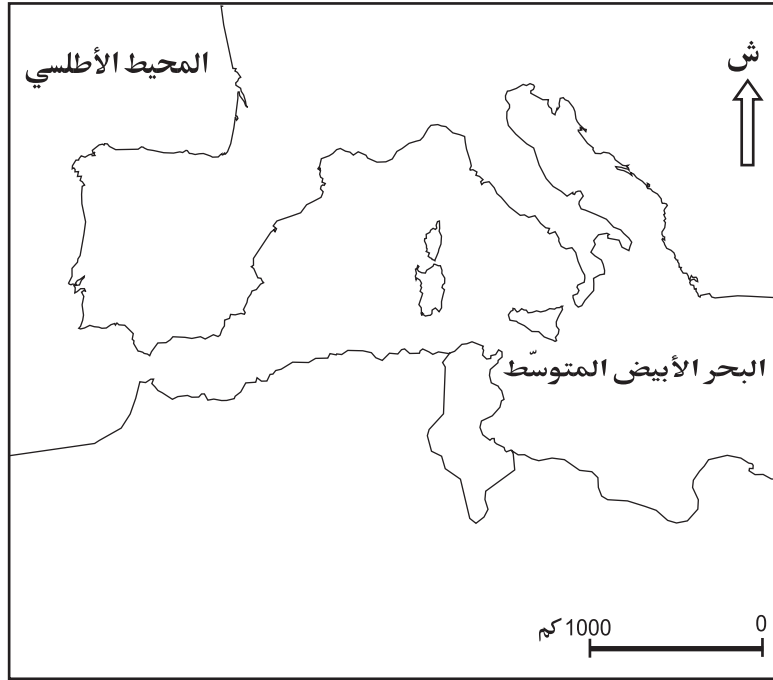 المحيط الأطلسي
ش
البحر الأبيض المتوسّط
0
1000 كم